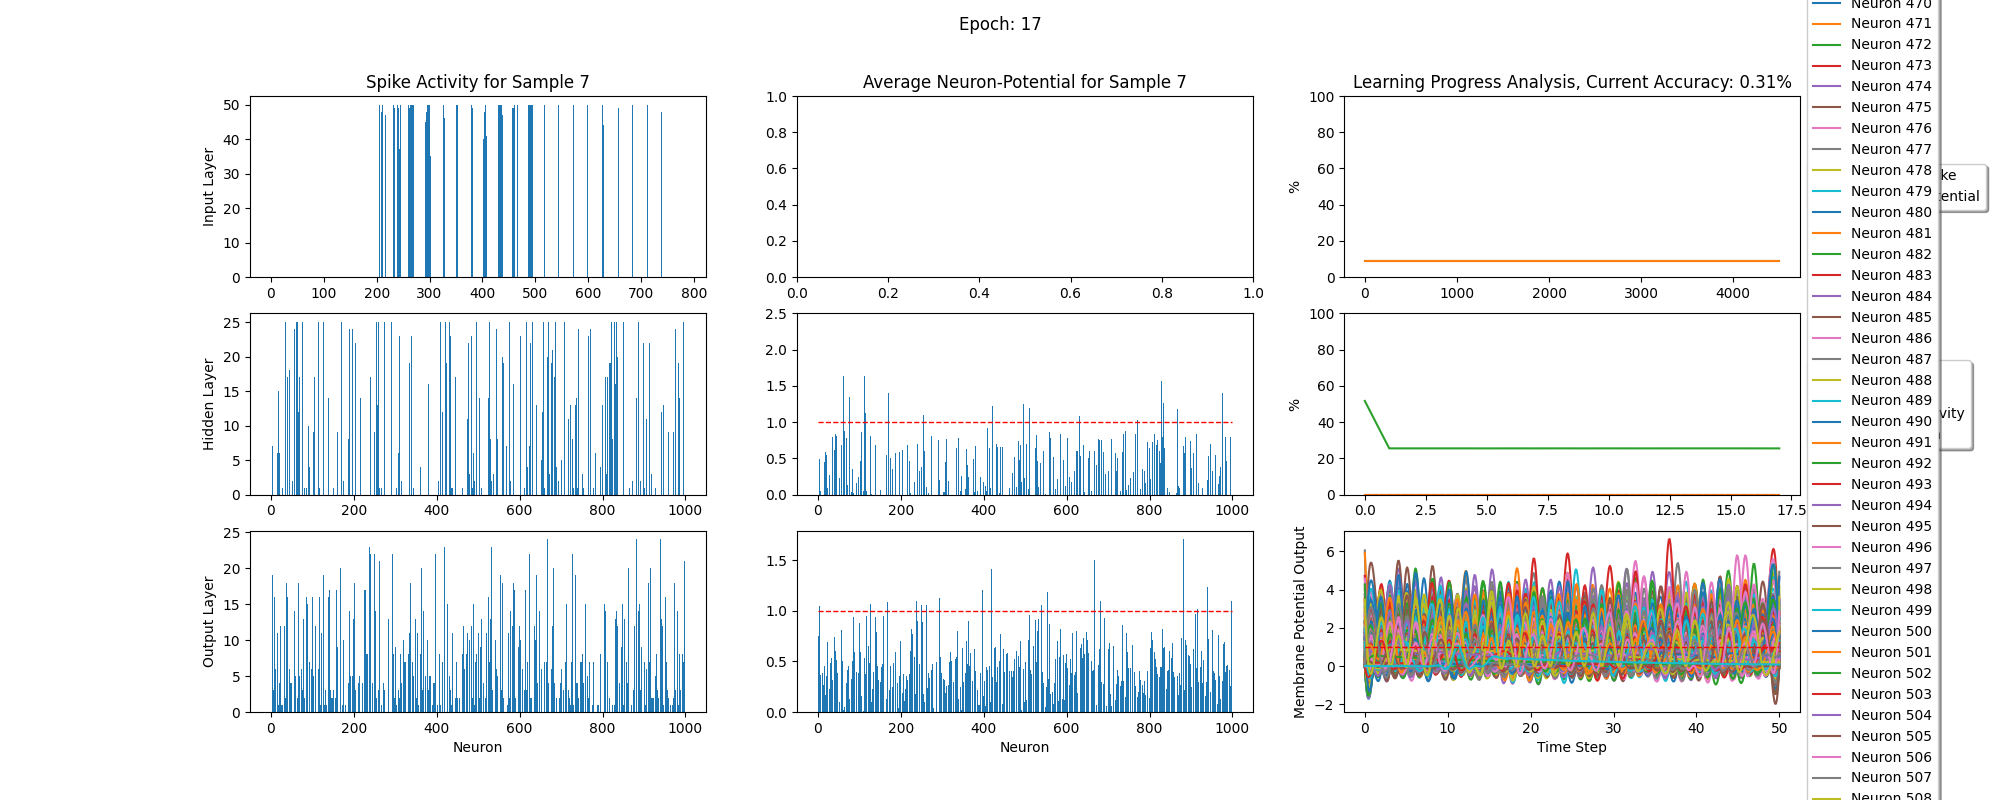 Epoch: 17
Spike Activity for Sample 7
Input Layer
50
40
30
20
10
0
0 100 200 300 400 500 600 700 800
Average Neuron-Potential for Sample 7
1.0
0.8
0.6
0.4
0.2
0.0
0.0 0.2 0.4 0.6 0.8 1.0
Learning Progress Analysis, Current Accuracy: 0.31%
%
100
80
60
40
20
0
0 1000 2000 3000 4000
Hidden Layer
25
20
15
10
5
0
0 200 400 600 800 1000
2.5
2.0
1.5
1.0
0.5
0.0
0 200 400 600 800 1000
%
100
80
60
40
20
0
0.0 2.5 5.0 7.5 10.0 12.5 15.0 17.5
Output Layer
25
20
15
10
5
0
0 200 400 600 800 1000
Neuron
1.5
1.0
0.5
0.0
0 200 400 600 800 1000
Neuron
Membrane Potential Output
6
4
2
0
−2
0 10 20 30 40 50
Time Step
Neuron 470
Neuron 471
Neuron 472
Neuron 473
Neuron 474
Neuron 475
Neuron 476
Neuron 477
Neuron 478
Neuron 479
Neuron 480
Neuron 481
Neuron 482
Neuron 483
Neuron 484
Neuron 485
Neuron 486
Neuron 487
Neuron 488
Neuron 489
Neuron 490
Neuron 491
Neuron 492
Neuron 493
Neuron 494
Neuron 495
Neuron 496
Neuron 497
Neuron 498
Neuron 499
Neuron 500
Neuron 501
Neuron 502
Neuron 503
Neuron 504
Neuron 505
Neuron 506
Neuron 507
Neuron 508